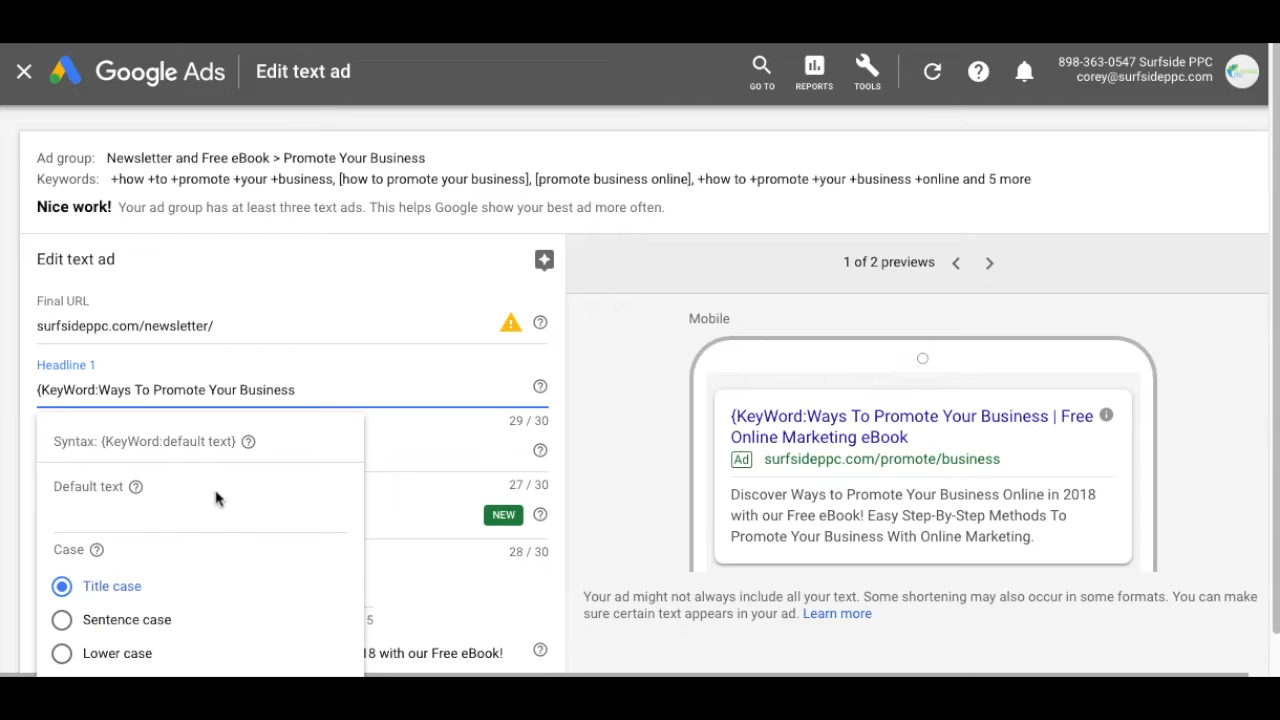 Google Ads
Edit text ad
GO TO
REPORTS
TOOLS
898-363-0547 Surfside PPC
corey@surfsideppc.com
Ad group: Newsletter and Free eBook > Promote Your Business
Keywords: +how +to +promote +your +business, [how to promote your business], [promote business online], +how to +promote +your +business +online and 5 more
Nice work! Your ad group has at least three text ads. This helps Google show your best ad more often.
Edit text ad
Final URL
surfsideppc.com/newsletter/
Headline 1
{KeyWord:Ways To Promote Your Business
29 / 30
Syntax: {KeyWord:default text}
27 / 30
Default text
NEW
28 / 30
Case
Title case
Sentence case
5
Lower case
18 with our Free eBook!
1 of 2 previews
Mobile
{KeyWord:Ways To Promote Your Business | Free
Online Marketing eBook
Ad surfsideppc.com/promote/business
Discover Ways to Promote Your Business Online in 2018
with our Free eBook! Easy Step-By-Step Methods To
Promote Your Business With Online Marketing.
Your ad might not always include all your text. Some shortening may also occur in some formats. You can make
sure certain text appears in your ad. Learn more